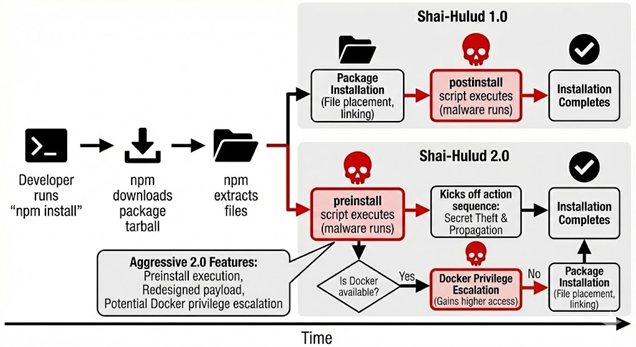 Shai-Hulud 1.0
Package
Installation
(File placement,
linking)
postinstall
script executes
(malware runs)
Installation
Completes
Developer
runs
"npm install"
npm
downloads
package
tarball
npm
extracts
files
Shai-Hulud 2.0
preinstall
script executes
(malware runs)
Kicks off action
sequence:
Secret Theft &
Propagation
Installation
Completes
Aggressive 2.0 Features:
Preinstall execution,
Redesigned payload,
Potential Docker privilege escalation
Is Docker
available?
Yes
Docker Privilege
Escalation
(Gains higher access)
No
Package
Installation
(File placement,
linking)
Time